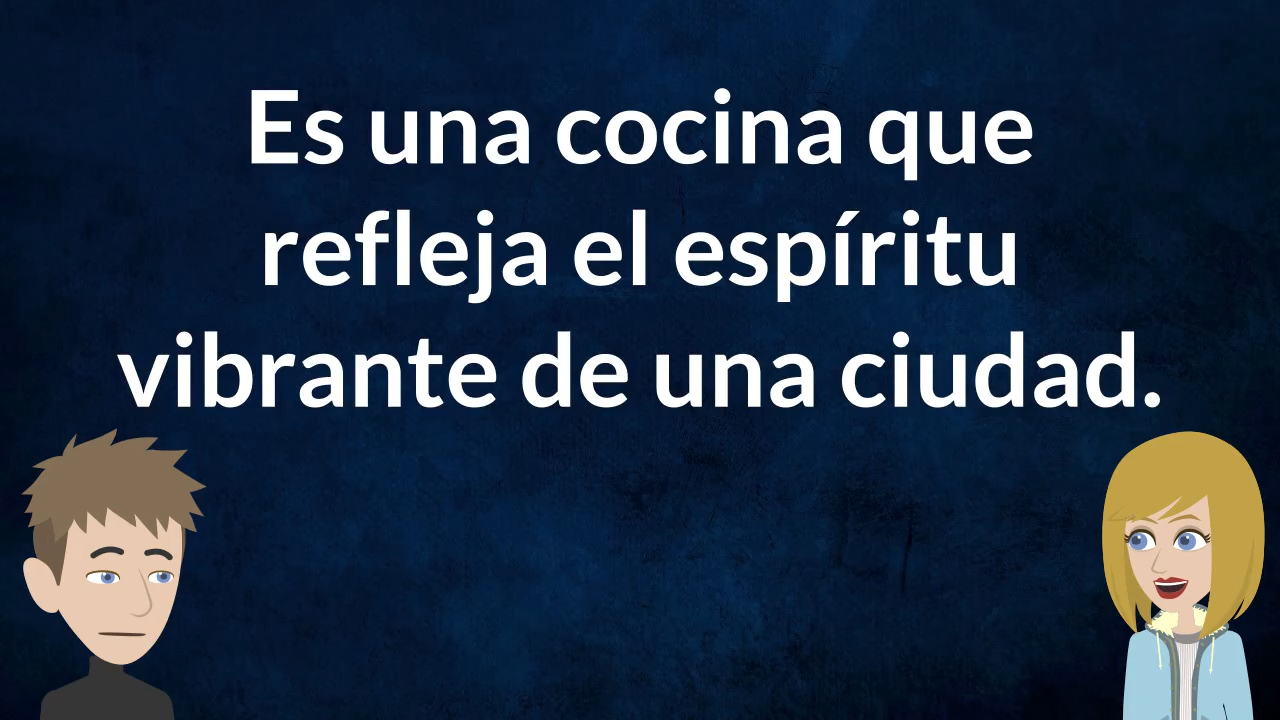 Es una cocina que
refleja el espíritu
vibrante de una ciudad.